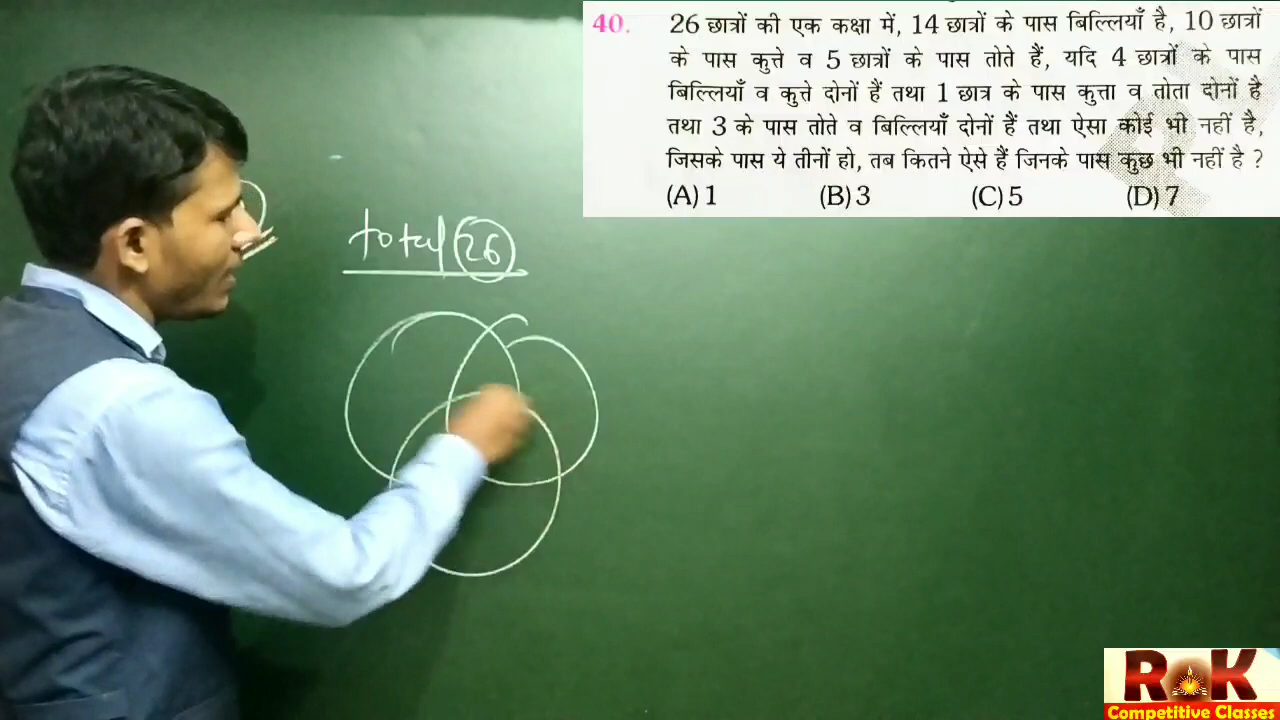 40. 26 छात्रों की एक कक्षा में, 14 छात्रों के पास बिल्लियाँ है, 10 छात्रों
के पास कुत्ते व 5 छात्रों के पास तोते हैं, यदि 4 छात्रों के पास
बिल्लियाँ व कुत्ते दोनों हैं तथा 1 छात्र के पास कुत्ता व तोता दोनों है
तथा 3 के पास तोते व बिल्लियाँ दोनों हैं तथा ऐसा कोई भी नहीं है,
जिसके पास ये तीनों हो, तब कितने ऐसे हैं जिनके पास कुछ भी नहीं है ?
(A) 1 (B) 3 (C) 5 (D) 7
total 26
RK
Competitive Classes